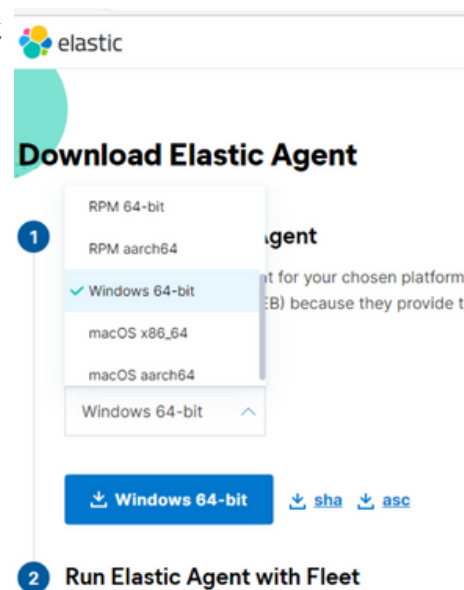 elastic
Download Elastic Agent
RPM 64-bit
1 gent
RPM aarch64
t for your chosen platform
Windows 64-bit
EB) because they provide t
macOS x86_64
macOS aarch64
Windows 64-bit
Windows 64-bit sha asc
2 Run Elastic Agent with Fleet